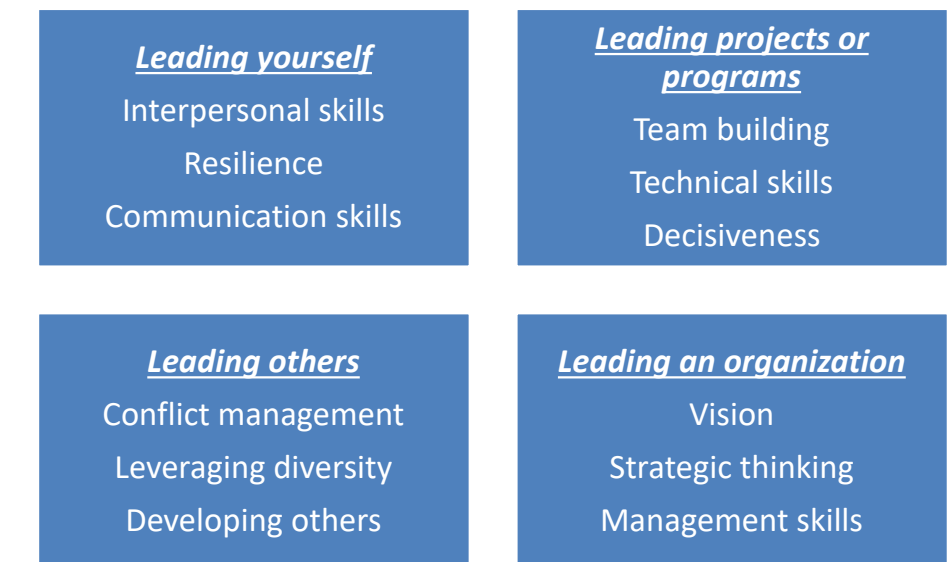 Leading yourself
Interpersonal skills
Resilience
Communication skills
Leading projects or
programs
Team building
Technical skills
Decisiveness
Leading others
Conflict management
Leveraging diversity
Developing others
Leading an organization
Vision
Strategic thinking
Management skills